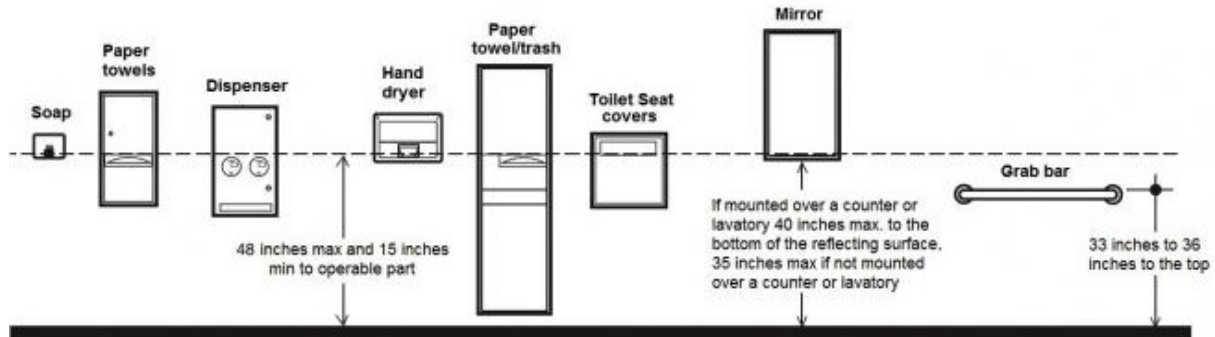 Soap
Paper
towels
Dispenser
Hand
dryer
Paper
towel/trash
Toilet Seat
covers
Mirror
Grab bar
48 inches max and 15 inches
min to operable part
If mounted over a counter or
lavatory 40 inches max. to the
bottom of the reflecting surface,
35 inches max if not mounted
over a counter or lavatory
33 inches to 36
inches to the top